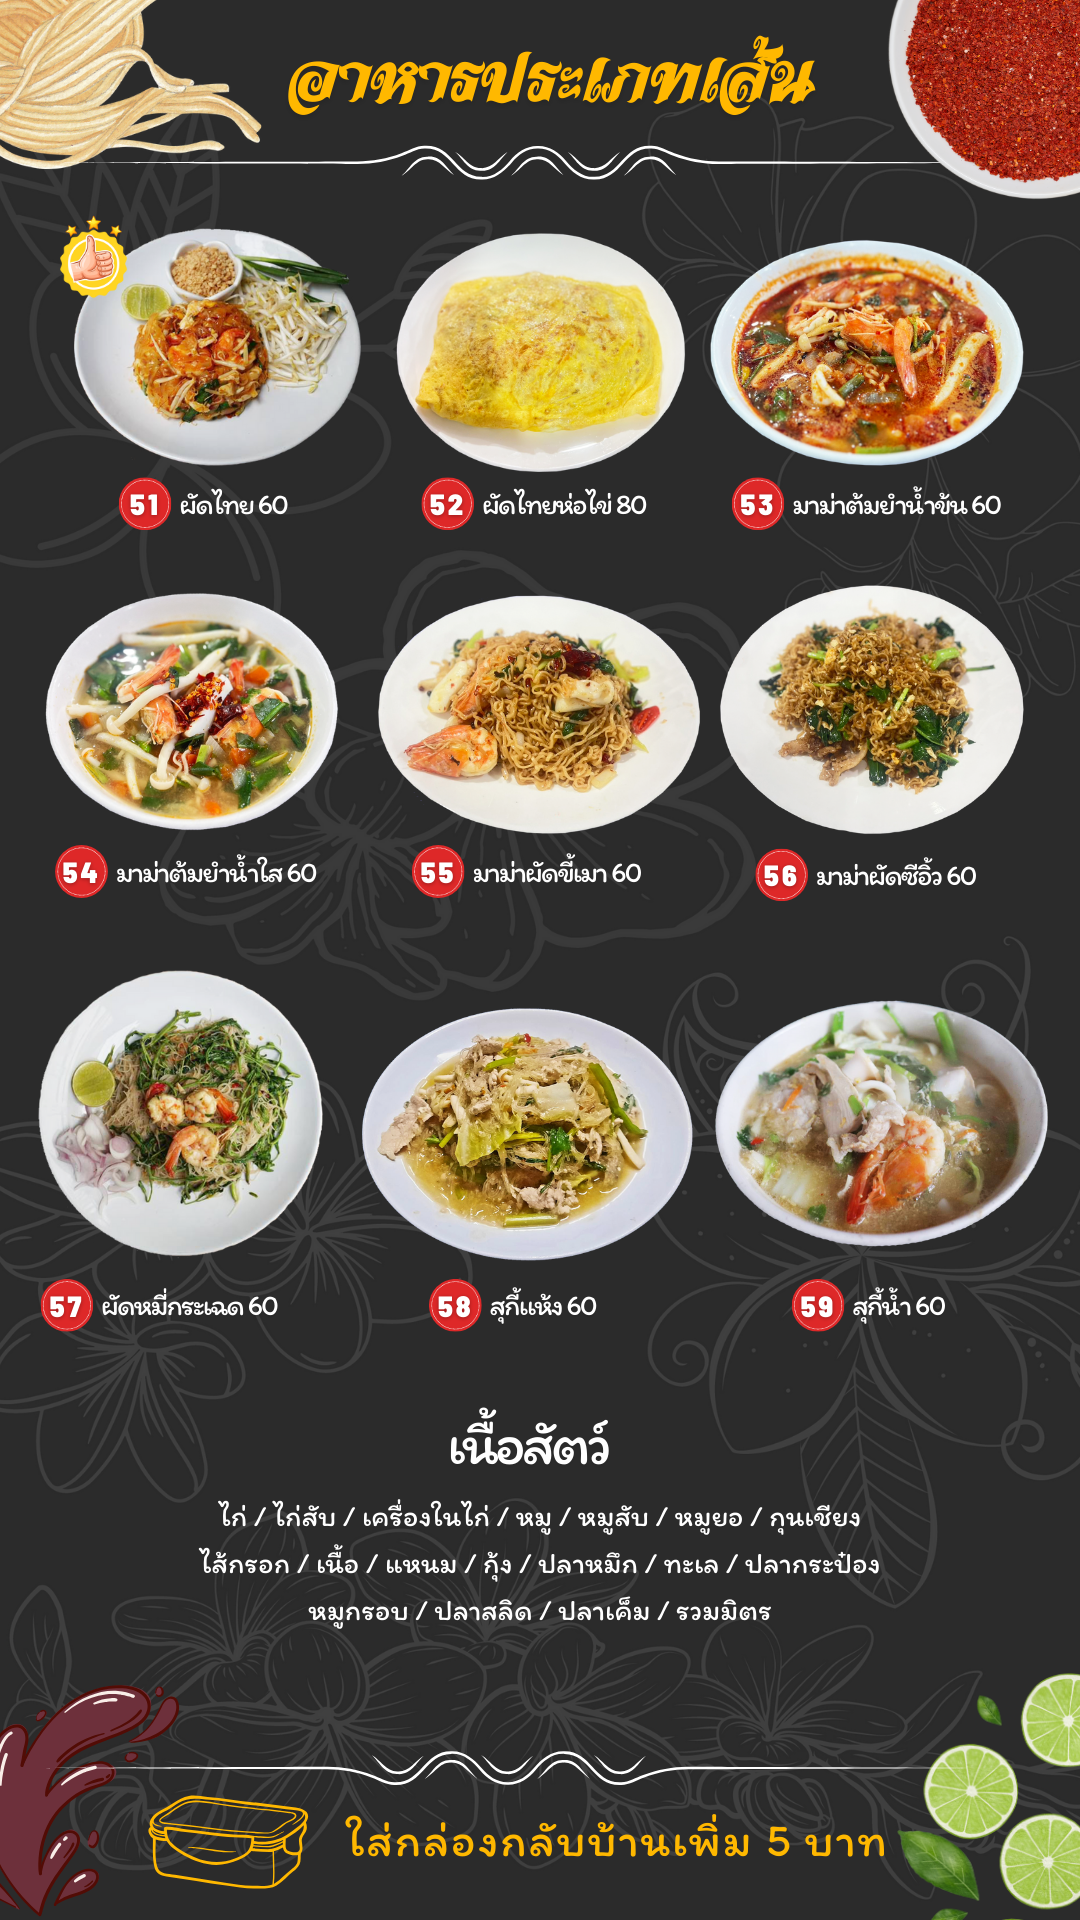 อาหารประเภทเส้น
51 ผัดไทย 60
52 ผัดไทยห่อไข่ 80
53 มาม่าต้มยำน้ำข้น 60
54 มาม่าต้มยำน้ำใส 60
55 มาม่าผัดขี้เมา 60
56 มาม่าผัดซีอิ้ว 60
57 ผัดหมี่กระเฉด 60
58 สุกี้แห้ง 60
59 สุกี้น้ำ 60
เนื้อสัตว์
ไก่ / ไก่สับ / เครื่องในไก่ / หมู / หมูสับ / หมูยอ / กุนเชียง
ไส้กรอก / เนื้อ / แหนม / กุ้ง / ปลาหมึก / ทะเล / ปลากระป๋อง
หมูกรอบ / ปลาสลิด / ปลาเค็ม / รวมมิตร
ใส่กล่องกลับบ้านเพิ่ม 5 บาท